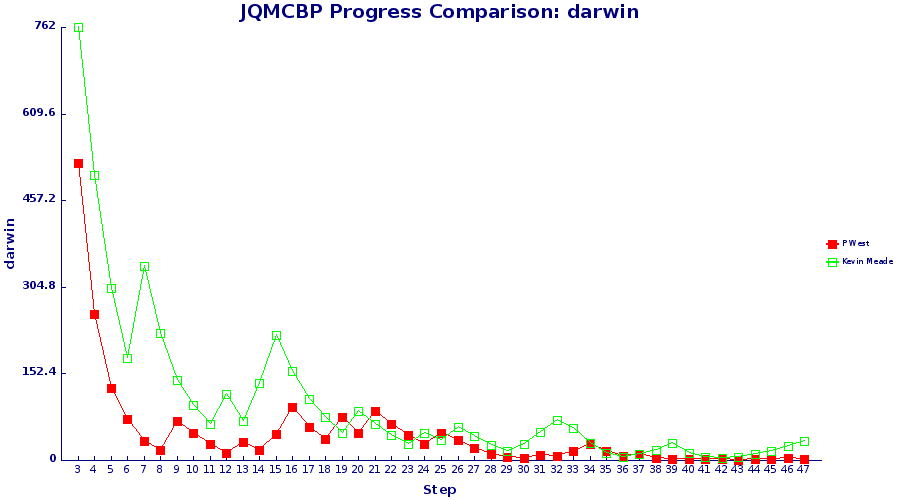 JQMCBP Progress Comparison: darwin
762
609.6
457.2
304.8
152.4
0
darwin
3 4 5 6 7 8 9 10 11 12 13 14 15 16 17 18 19 20 21 22 23 24 25 26 27 28 29 30 31 32 33 34 35 36 37 38 39 40 41 42 43 44 45 46 47
Step
P West
Kevin Meade